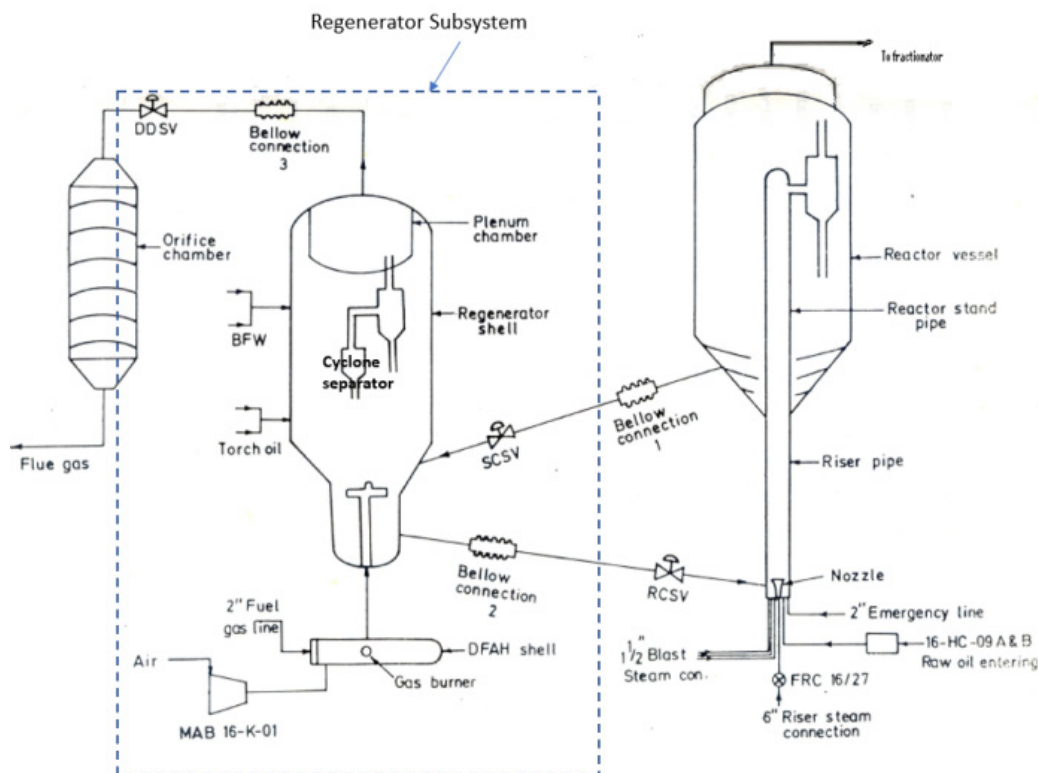 Regenerator Subsystem
To fractionator
DDSV
Bellow
connection
3
Plenum
chamber
Orifice
chamber
Reactor vessel
Regenerator
shell
Reactor stand
pipe
BFW
Cyclone
separator
Bellow
connection
1
Torch oil
SCSV
Flue gas
Riser pipe
Bellow
connection
2
RCSV
Nozzle
2" Fuel
gas line
2" Emergency line
DFAH shell
1 1/2" Blast
Steam con.
16-HC-09 A & B
Raw oil entering
Air
Gas burner
FRC 16/27
MAB 16-K-01
6" Riser steam
connection